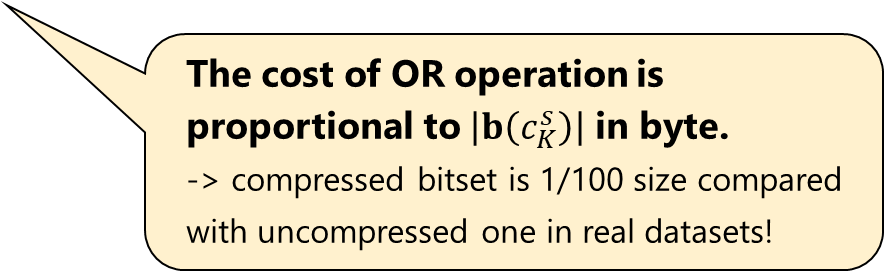 The cost of OR operation is
proportional to |𝐛(𝑐ₖˢ)| in byte.
-> compressed bitset is 1/100 size compared
with uncompressed one in real datasets!